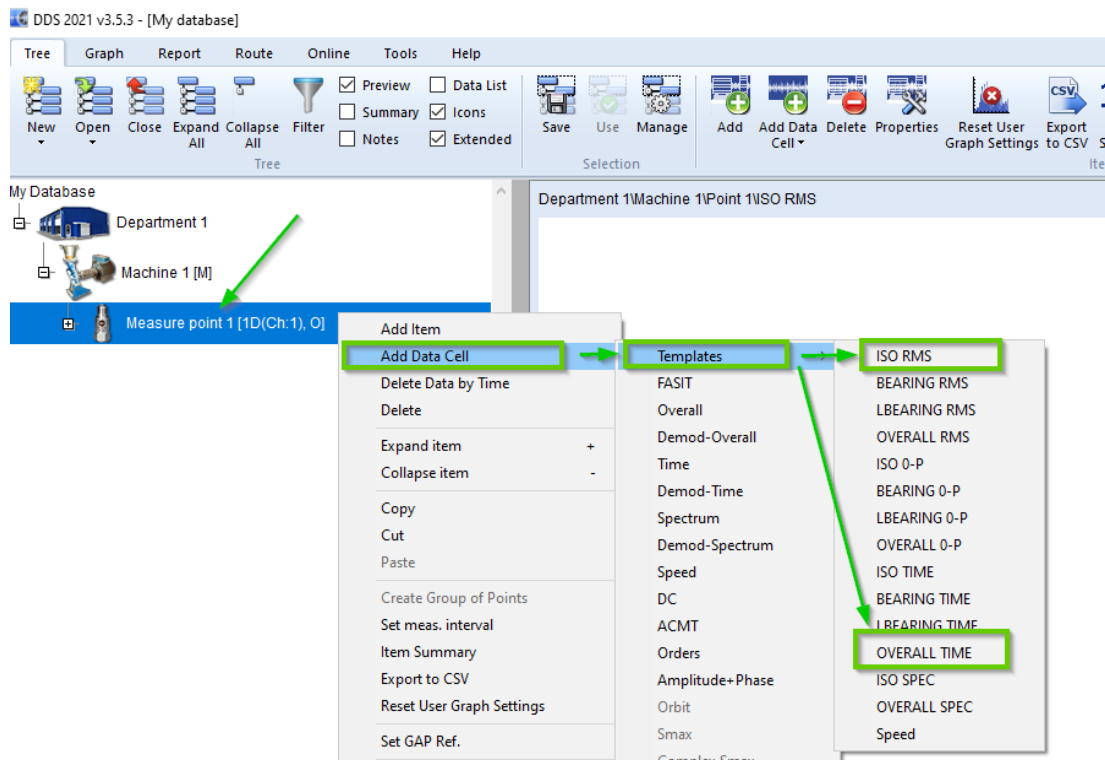 DDS 2021 v3.5.3 - [My database]
Tree Graph Report Route Online Tools Help
Preview Data List
Summary Icons
Notes Extended
New Open Close Expand All Collapse All Filter
Save Use Manage
Add Add Data Cell Delete Properties Reset User Graph Settings Export to CSV
Tree Selection
My Database
Department 1
Machine 1 [M]
Measure point 1 [1D(Ch:1), O]
Department 1\Machine 1\Point 1\ISO RMS
Add Item
Add Data Cell
Delete Data by Time
Delete
Expand item +
Collapse item -
Copy
Cut
Paste
Create Group of Points
Set meas. interval
Item Summary
Export to CSV
Reset User Graph Settings
Set GAP Ref.
Templates
FASIT
Overall
Demod-Overall
Time
Demod-Time
Spectrum
Demod-Spectrum
Speed
DC
ACMT
Orders
Amplitude+Phase
Orbit
Smax
ISO RMS
BEARING RMS
LBEARING RMS
OVERALL RMS
ISO 0-P
BEARING 0-P
LBEARING 0-P
OVERALL 0-P
ISO TIME
BEARING TIME
LBEARING TIME
OVERALL TIME
ISO SPEC
OVERALL SPEC
Speed